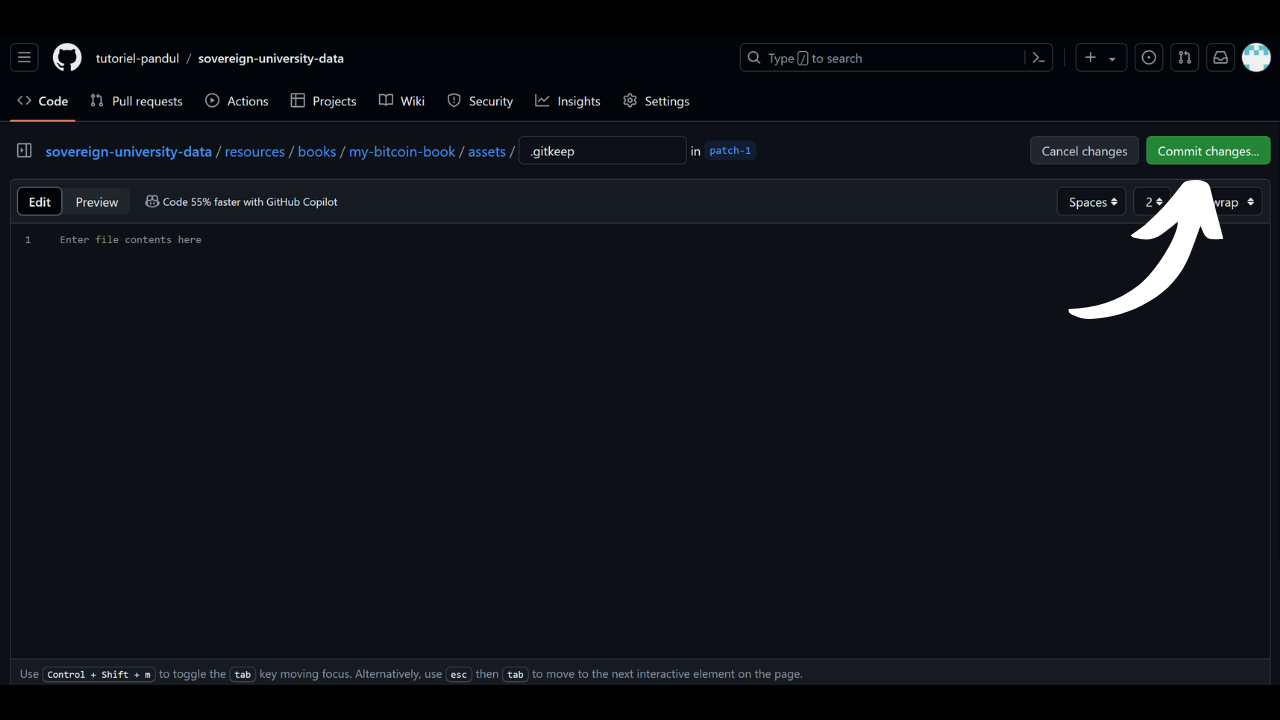 tutoriel-pandul / sovereign-university-data
Type / to search
Code Pull requests Actions Projects Wiki Security Insights Settings
sovereign-university-data / resources / books / my-bitcoin-book / assets / .gitkeep in patch-1
Cancel changes Commit changes...
Edit Preview Code 55% faster with GitHub Copilot
Spaces 2 wrap
1 Enter file contents here
Use Control + Shift + m to toggle the tab key moving focus. Alternatively, use esc then tab to move to the next interactive element on the page.